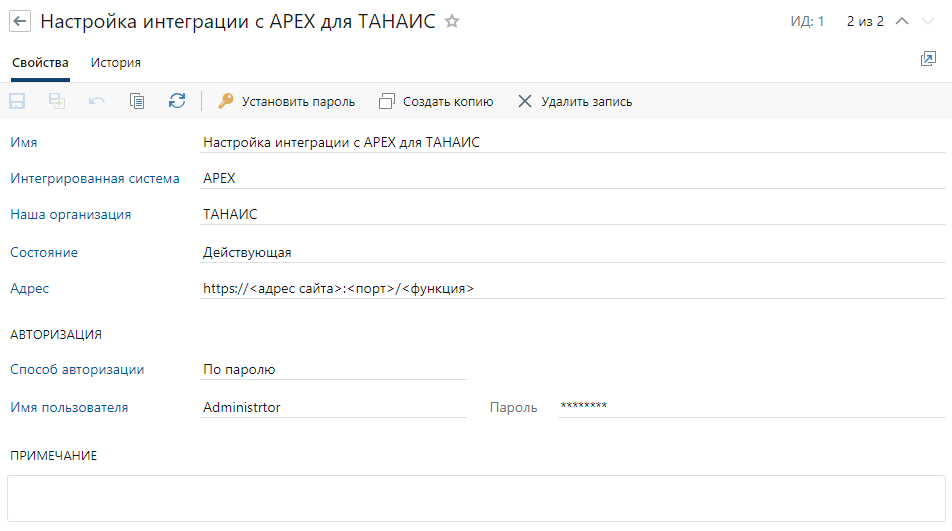 Настройка интеграции с APEX для ТАНАИС
ИД: 1
2 из 2
Свойства
История
Установить пароль
Создать копию
Удалить запись
Имя
Настройка интеграции с APEX для ТАНАИС
Интегрированная система
APEX
Наша организация
ТАНАИС
Состояние
Действующая
Адрес
https://<адрес сайта>:<порт>/<функция>
АВТОРИЗАЦИЯ
Способ авторизации
По паролю
Имя пользователя
Administrtor
Пароль
********
ПРИМЕЧАНИЕ